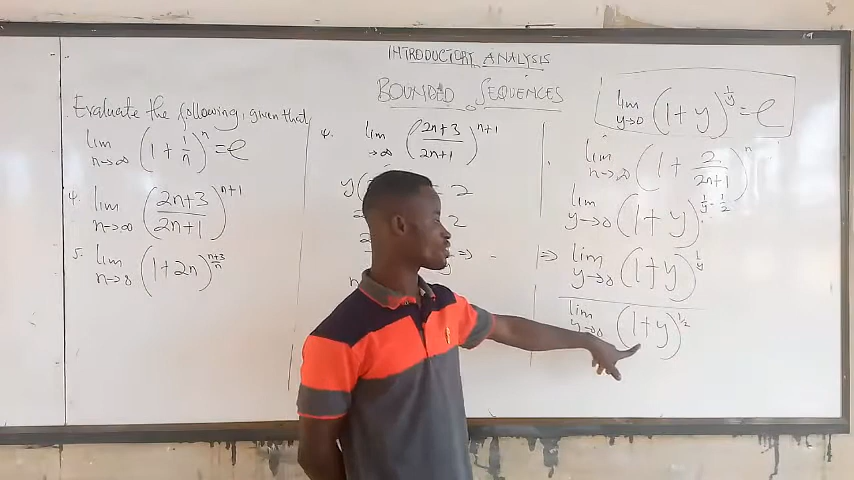 INTRODUCTORY ANALYSIS
BOUNDED SEQUENCES
Evaluate the following, given that
lim n→∞ (1 + 1/n)^n = e
4. lim n→∞ ((2n+3)/(2n+1))^(n+1)
5. lim n→0 (1+2n)^((n+3)/n)
4. lim →∞ ((2n+3)/(2n+1))^(n+1)
lim y→0 (1+y)^(1/y) = e
lim n→∞ (1 + 2/(2n+1))^n
lim y→0 (1+y)^(1/y - 1/2)
⇒ lim y→0 (1+y)^(1/y)
lim y→0 (1+y)^(1/2)